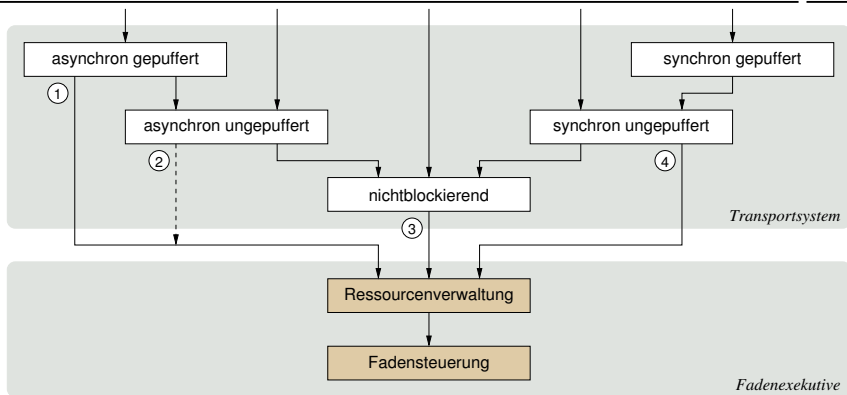 asynchron gepuffert
synchron gepuffert
1
asynchron ungepuffert
synchron ungepuffert
2
4
nichtblockierend
Transportsystem
3
Ressourcenverwaltung
Fadensteuerung
Fadenexekutive